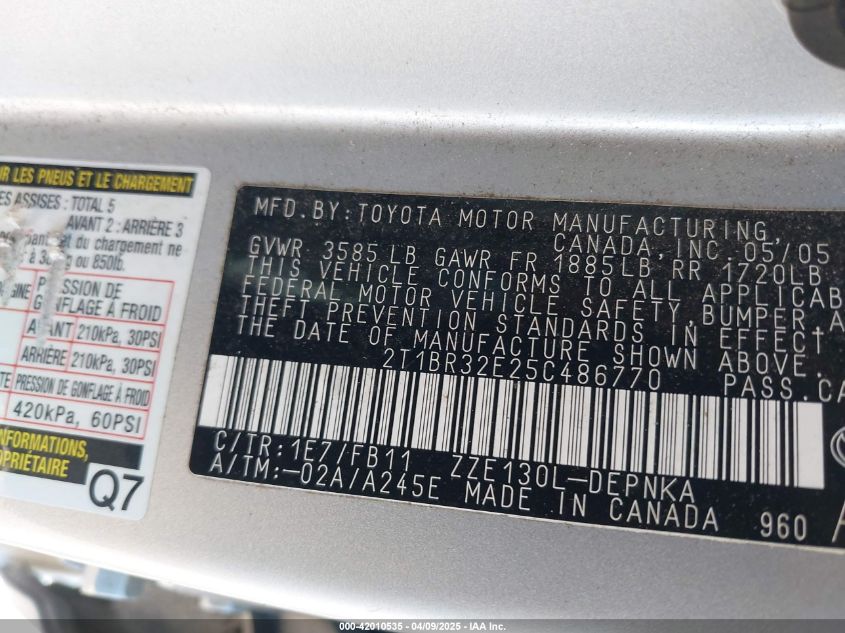 R LES PNEUS ET LE CHARGEMENT
ES ASSISES : TOTAL 5
AVANT 2 : ARRIÈRE 3
du chargement ne
ou 850lb.
PRESSION DE
GONFLAGE À FROID
AVANT 210kPa, 30PSI
ARRIÈRE 210kPa, 30PSI
PRESSION DE GONFLAGE À FROID
420kPa, 60PSI
INFORMATIONS,
PROPRIÉTAIRE
Q7
MFD. BY: TOYOTA MOTOR MANUFACTURING,
CANADA, INC. 05/05
GVWR 3585 LB GAWR FR 1885LB RR 1720LB
THIS VEHICLE CONFORMS TO ALL APPLICAB
FEDERAL MOTOR VEHICLE SAFETY, BUMPER A
THEFT PREVENTION STANDARDS IN EFFECT
THE DATE OF MANUFACTURE SHOWN ABOVE.
2T1BR32E25C486770 PASS.CA
C/TR: 1E7/FB11 ZZE130L-DEPNKA
A/TM:-02A/A245E MADE IN CANADA 960 A
000-42010535 - 04/09/2025 - IAA Inc.